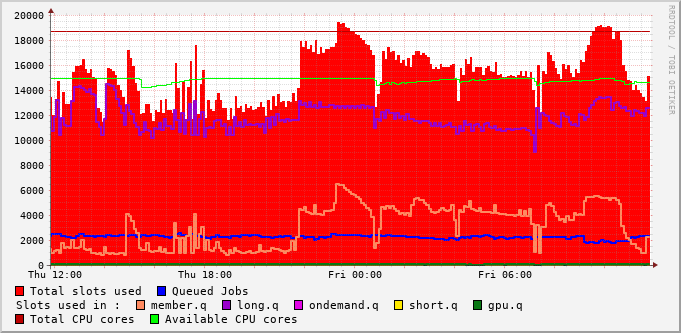 20000
18000
16000
14000
12000
10000
8000
6000
4000
2000
0
Thu 12:00 Thu 18:00 Fri 00:00 Fri 06:00
RRDTOOL / TOBI OETIKER
Total slots used Queued Jobs
Slots used in : member.q long.q ondemand.q short.q gpu.q
Total CPU cores Available CPU cores